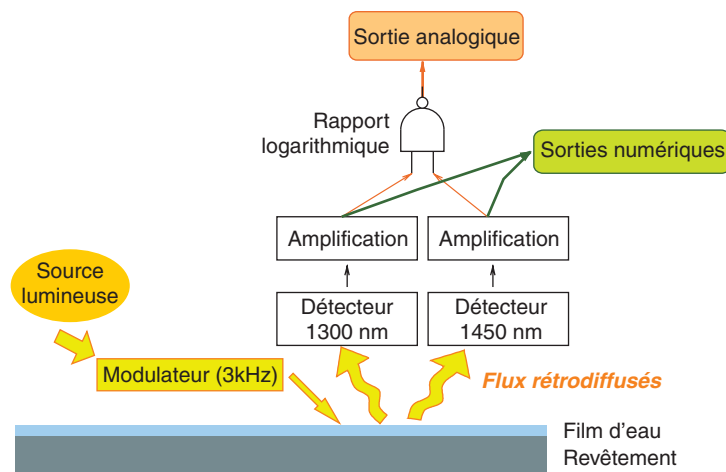 Sortie analogique
Rapport
logarithmique
Sorties numériques
Amplification
Amplification
Source
lumineuse
Détecteur
1300 nm
Détecteur
1450 nm
Modulateur (3kHz)
Flux rétrodiffusés
Film d'eau
Revêtement